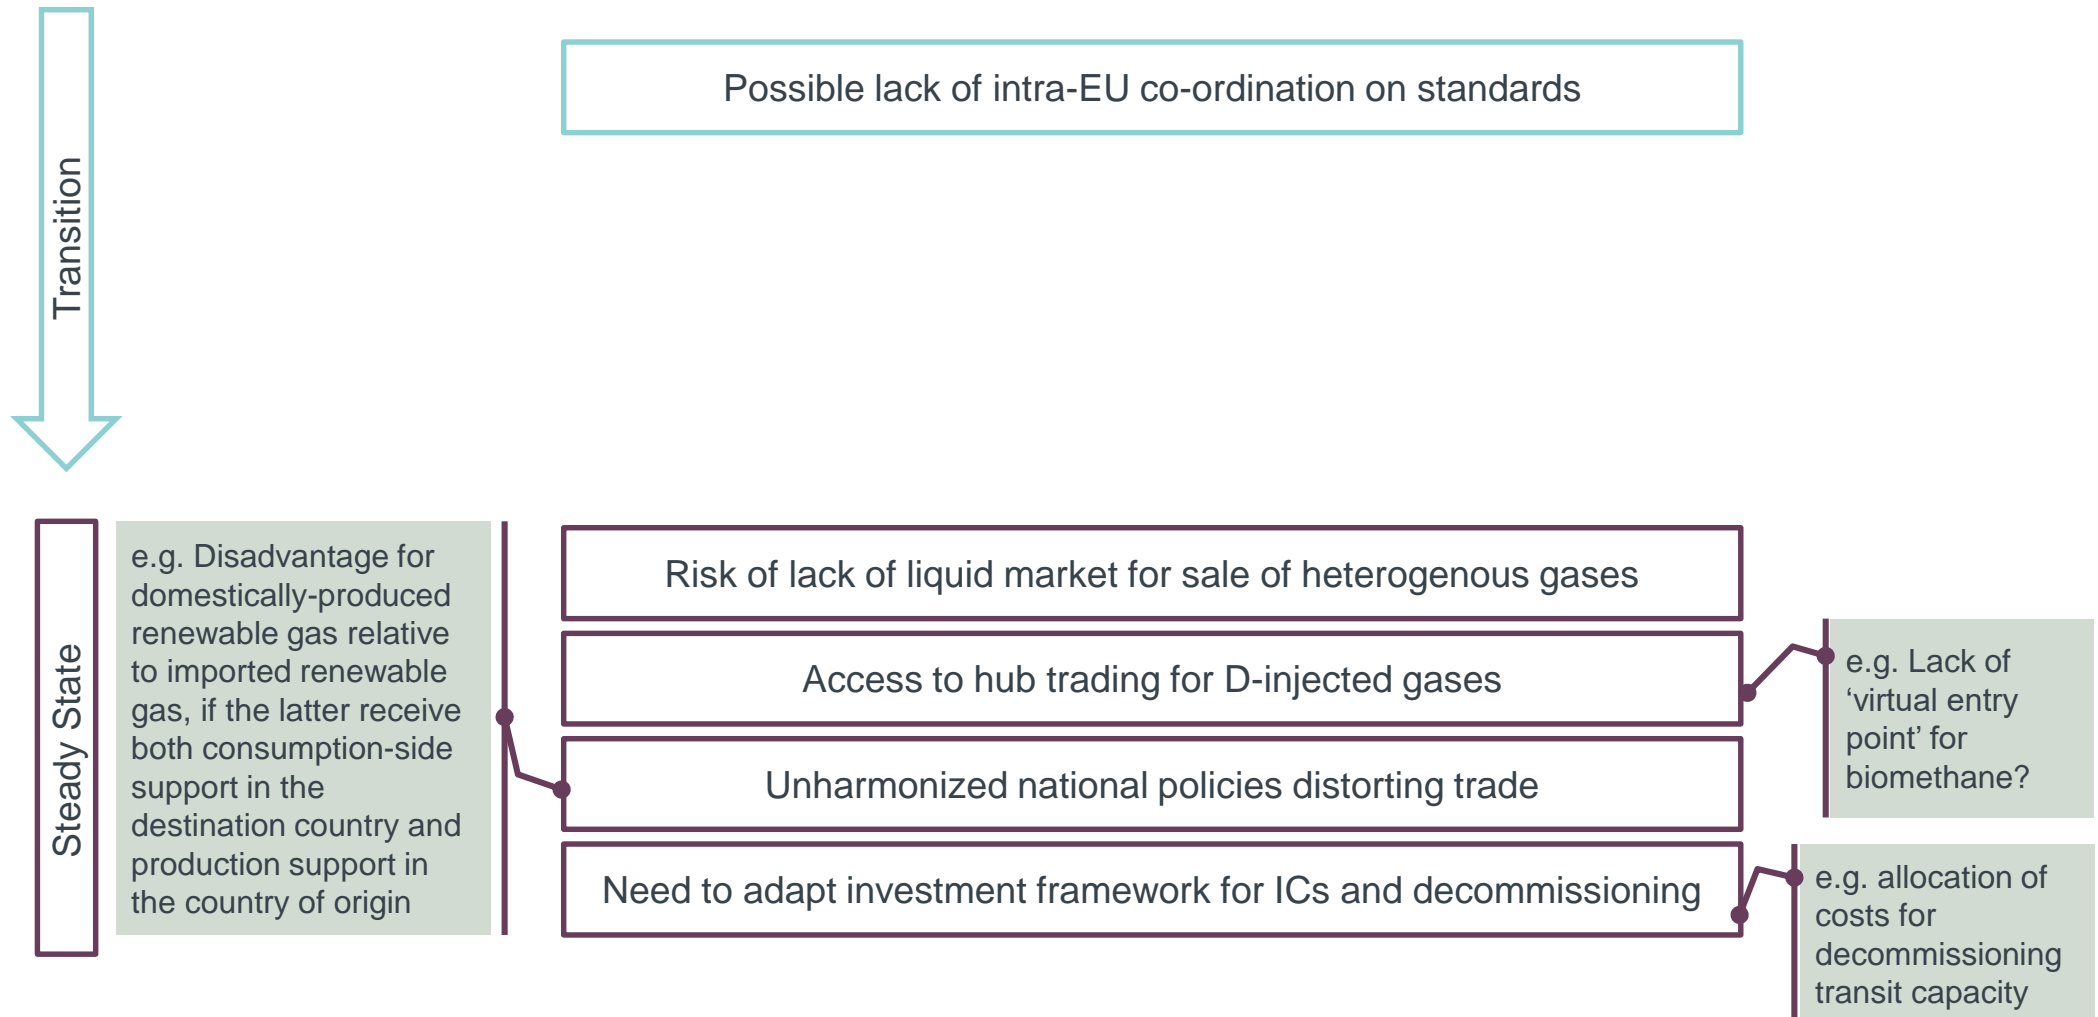 Transition
Possible lack of intra-EU co-ordination on standards
Steady State
e.g. Disadvantage for
domestically-produced
renewable gas relative
to imported renewable
gas, if the latter receive
both consumption-side
support in the
destination country and
production support in
the country of origin
Risk of lack of liquid market for sale of heterogenous gases
Access to hub trading for D-injected gases
Unharmonized national policies distorting trade
Need to adapt investment framework for ICs and decommissioning
e.g. Lack of
‘virtual entry
point’ for
biomethane?
e.g. allocation of
costs for
decommissioning
transit capacity